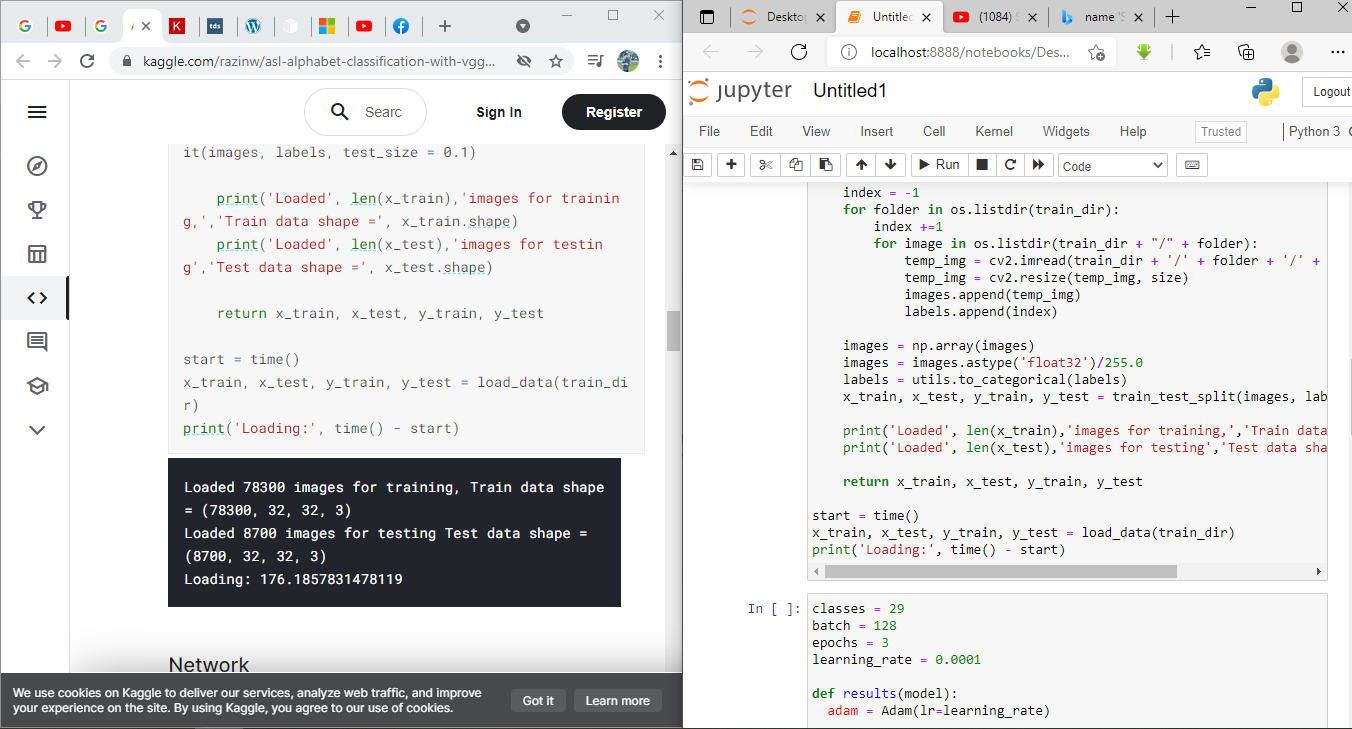 kaggle.com/razinw/asl-alphabet-classification-with-vgg...
Searc
Sign In
Register
it(images, labels, test_size = 0.1)
print('Loaded', len(x_train),'images for trainin
g,','Train data shape =', x_train.shape)
print('Loaded', len(x_test),'images for testin
g','Test data shape =', x_test.shape)
return x_train, x_test, y_train, y_test
start = time()
x_train, x_test, y_train, y_test = load_data(train_di
r)
print('Loading:', time() - start)
Loaded 78300 images for training, Train data shape
= (78300, 32, 32, 3)
Loaded 8700 images for testing Test data shape =
(8700, 32, 32, 3)
Loading: 176.1857831478119
Network
We use cookies on Kaggle to deliver our services, analyze web traffic, and improve
your experience on the site. By using Kaggle, you agree to our use of cookies.
Got it
Learn more
Desktop
Untitled
(1084)
name 'S
localhost:8888/notebooks/Des...
jupyter Untitled1
Logout
File Edit View Insert Cell Kernel Widgets Help
Trusted
Python 3
Run
Code
index = -1
for folder in os.listdir(train_dir):
index +=1
for image in os.listdir(train_dir + "/" + folder):
temp_img = cv2.imread(train_dir + '/' + folder + '/' +
temp_img = cv2.resize(temp_img, size)
images.append(temp_img)
labels.append(index)
images = np.array(images)
images = images.astype('float32')/255.0
labels = utils.to_categorical(labels)
x_train, x_test, y_train, y_test = train_test_split(images, lab
print('Loaded', len(x_train),'images for training,','Train data
print('Loaded', len(x_test),'images for testing','Test data sha
return x_train, x_test, y_train, y_test
start = time()
x_train, x_test, y_train, y_test = load_data(train_dir)
print('Loading:', time() - start)
In [ ]:
classes = 29
batch = 128
epochs = 3
learning_rate = 0.0001
def results(model):
adam = Adam(lr=learning_rate)